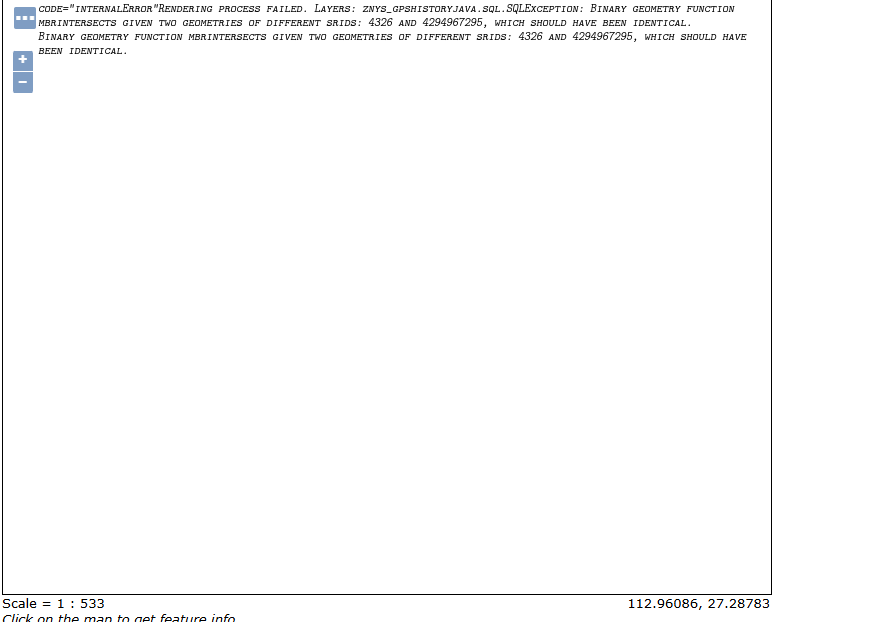 CODE="INTERNALERROR"RENDERING PROCESS FAILED. LAYERS: ZNYS_GPSHISTORYJAVA.SQL.SQLEXCEPTION: BINARY GEOMETRY FUNCTION
MBRINTERSECTS GIVEN TWO GEOMETRIES OF DIFFERENT SRIDS: 4326 AND 4294967295, WHICH SHOULD HAVE BEEN IDENTICAL.
BINARY GEOMETRY FUNCTION MBRINTERSECTS GIVEN TWO GEOMETRIES OF DIFFERENT SRIDS: 4326 AND 4294967295, WHICH SHOULD HAVE
BEEN IDENTICAL.
+
−
Scale = 1 : 533 112.96086, 27.28783
Click on the map to get feature info